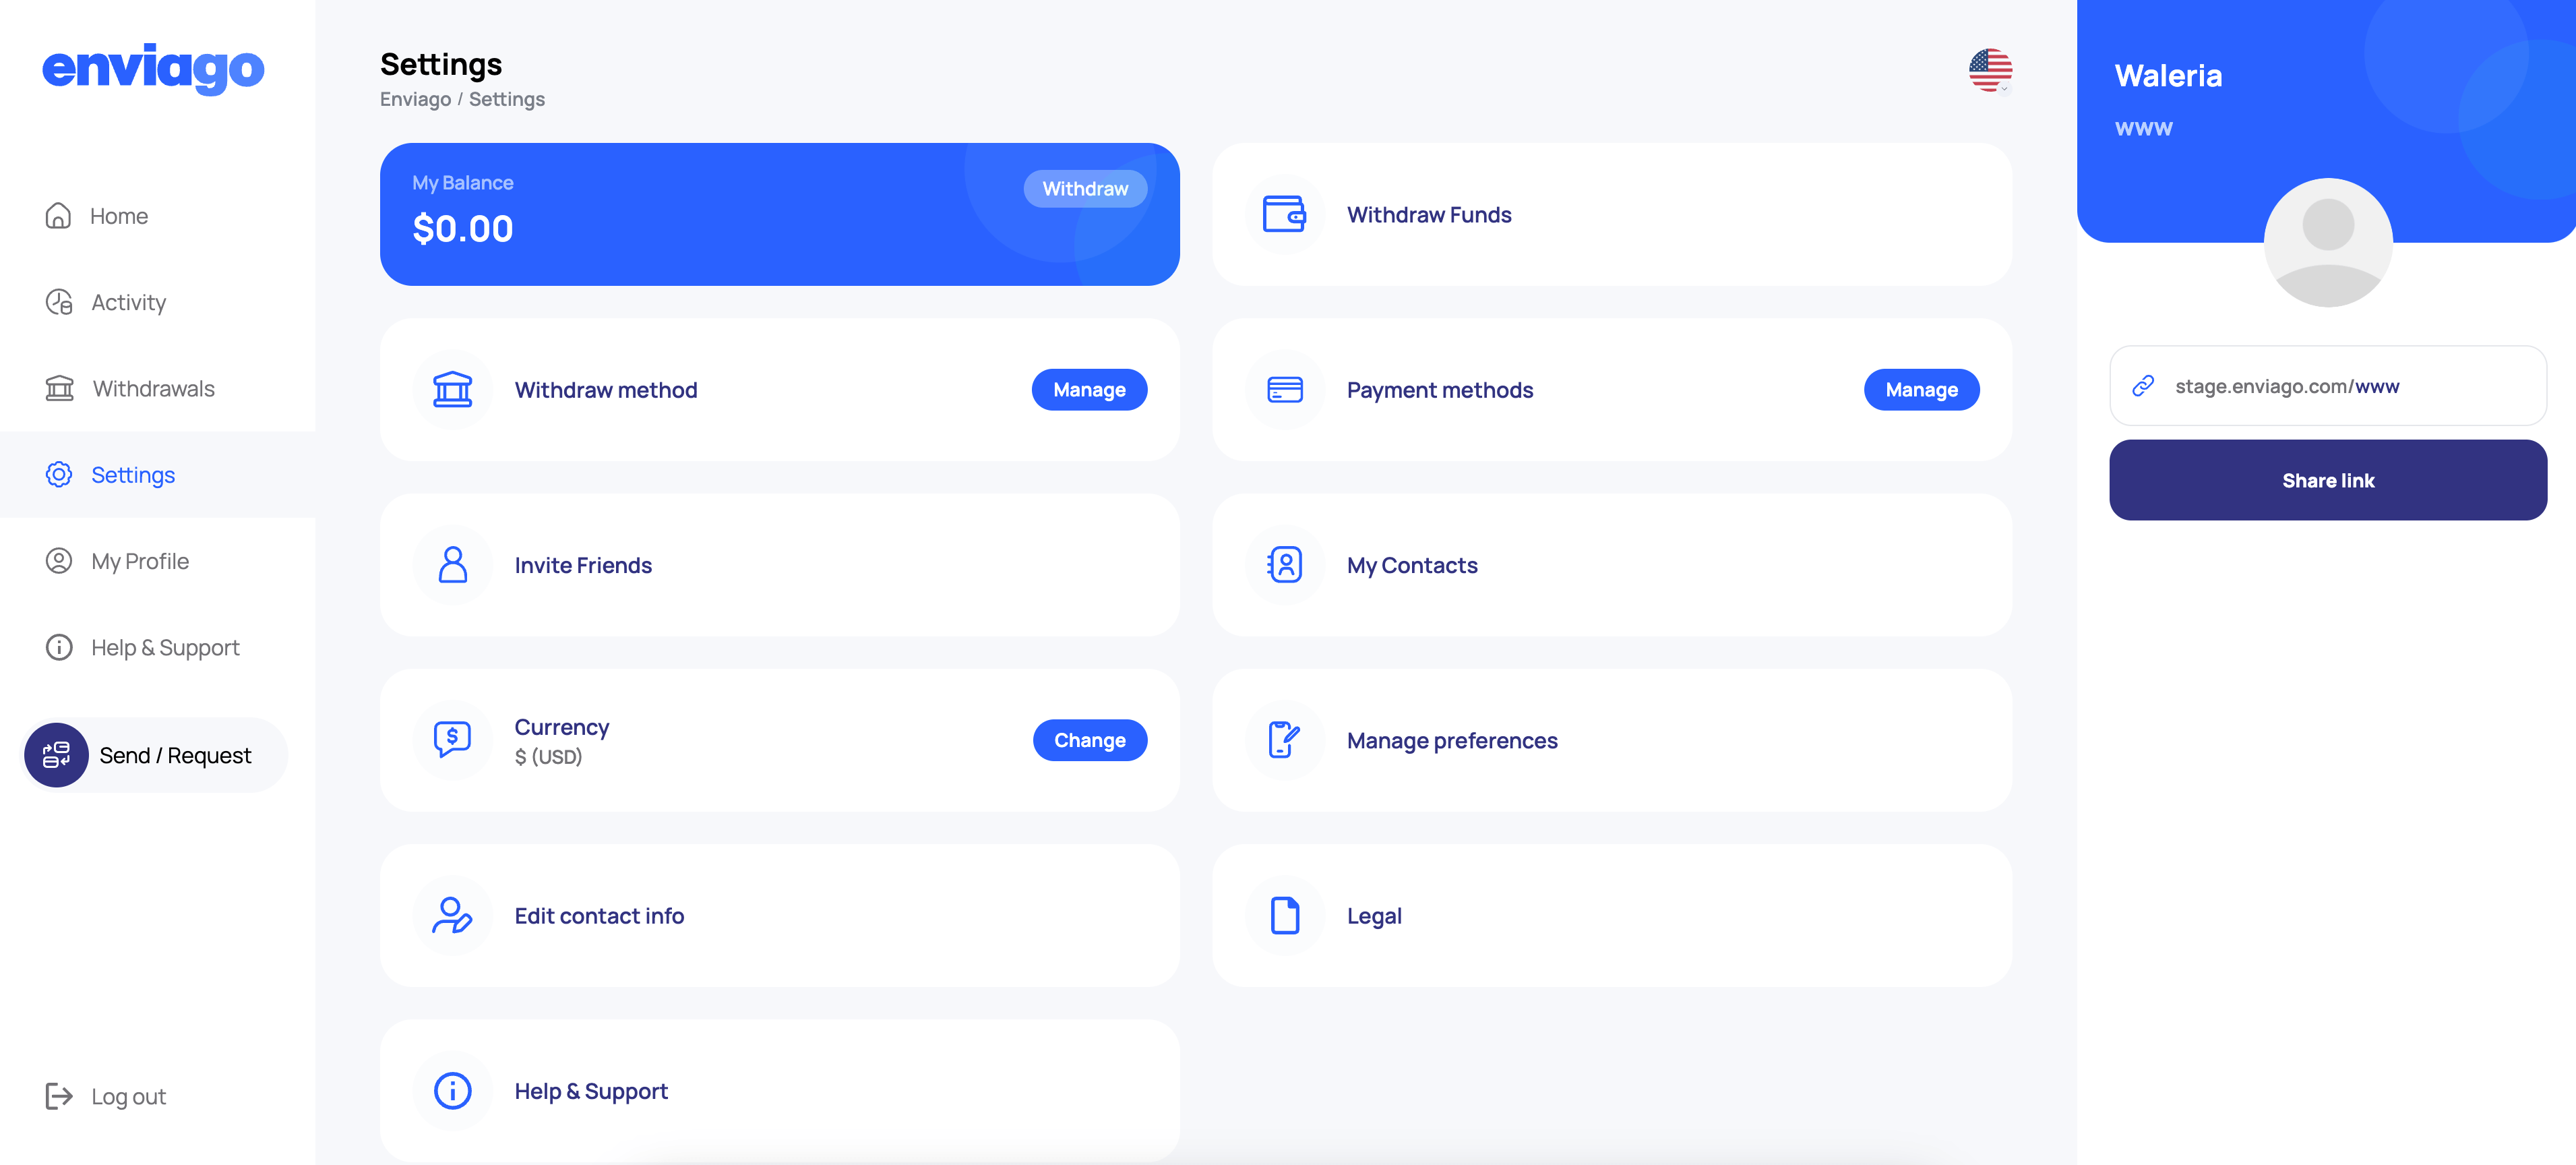 enviago
Home
Activity
Withdrawals
Settings
My Profile
Help & Support
Send / Request
Log out
Settings
Enviago / Settings
My Balance
$0.00
Withdraw
Withdraw Funds
Withdraw method
Manage
Payment methods
Manage
Invite Friends
My Contacts
Currency
$ (USD)
Change
Manage preferences
Edit contact info
Legal
Help & Support
Waleria
www
stage.enviago.com/www
Share link